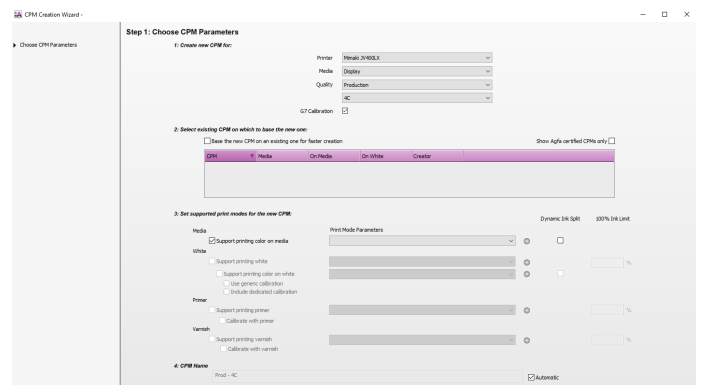 CPM Creation Wizard -
Choose CPM Parameters
Step 1: Choose CPM Parameters
1: Create new CPM for:
Printer Mimaki JV400LX
Media Display
Quality Production
4C
G7 Calibration
2: Select existing CPM on which to base the new one:
Base the new CPM on an existing one for faster creation Show Agfa certified CPMs only
CPM Media On Media On White Creator
3: Set supported print modes for the new CPM:
Dynamic Ink Split 100% Ink Limit
Media Print Mode Parameters
Support printing color on media
White
Support printing white %
Support printing color on white
Use generic calibration
Include dedicated calibration
Primer
Support printing primer %
Calibrate with primer
Varnish
Support printing varnish %
Calibrate with varnish
4: CPM Name
Prod - 4C Automatic